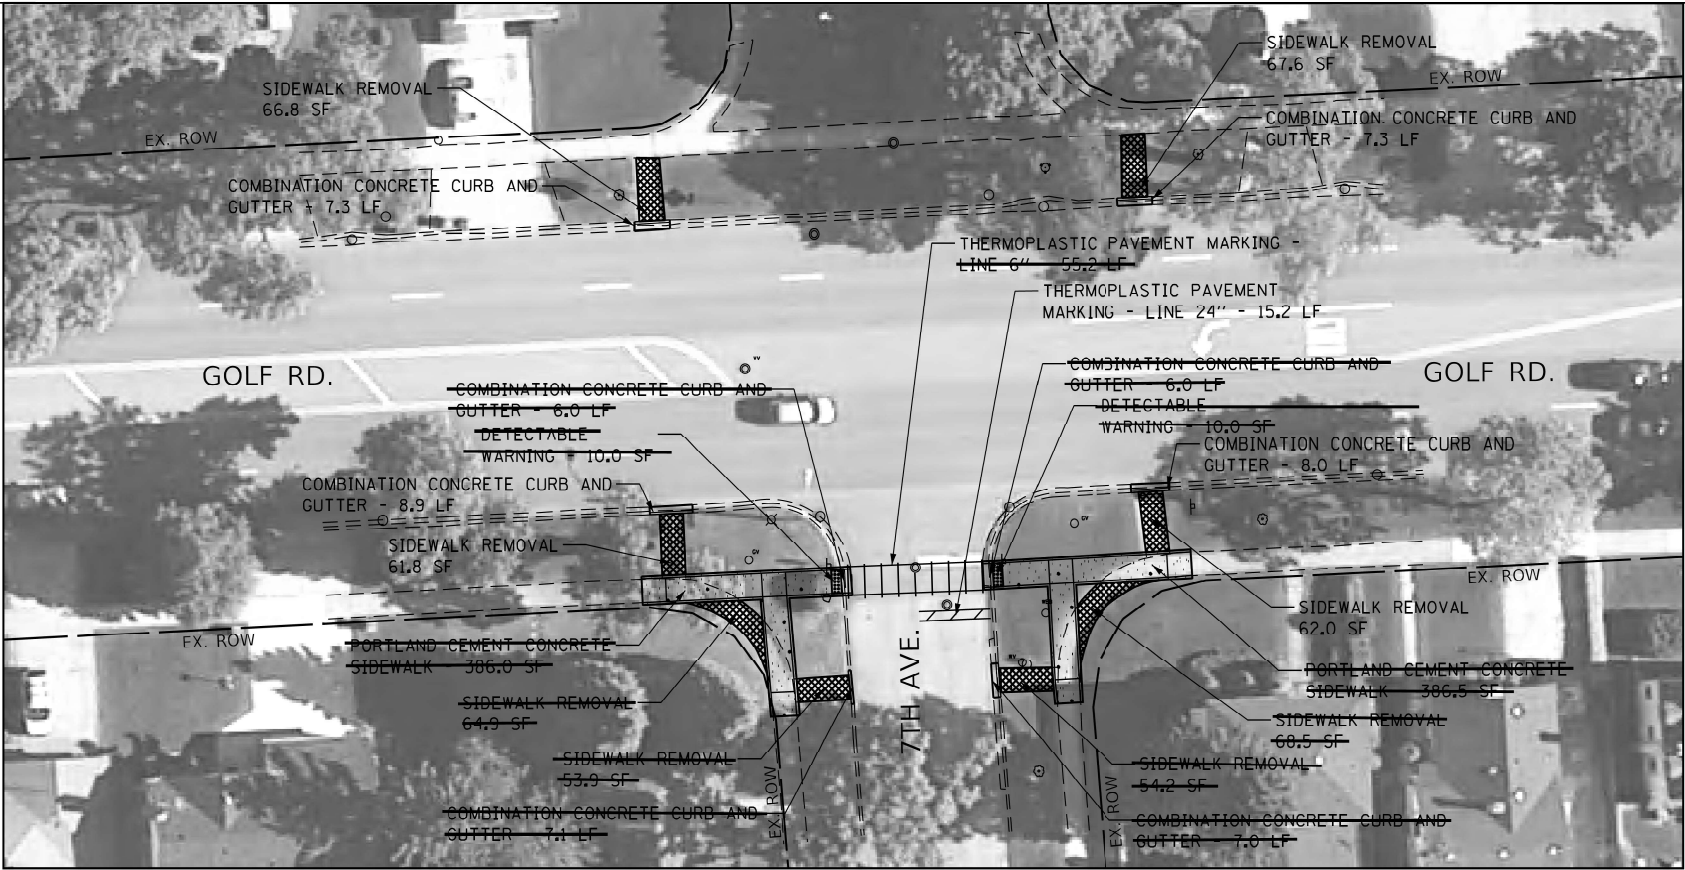 SIDEWALK REMOVAL
66.8 SF
EX. ROW
COMBINATION CONCRETE CURB AND
GUTTER - 7.3 LF
SIDEWALK REMOVAL
67.6 SF
EX. ROW
COMBINATION CONCRETE CURB AND
GUTTER - 7.3 LF
THERMOPLASTIC PAVEMENT MARKING -
LINE 6" - 55.2 LF
THERMOPLASTIC PAVEMENT
MARKING - LINE 24" - 15.2 LF
GOLF RD.
GOLF RD.
COMBINATION CONCRETE CURB AND
GUTTER - 6.0 LF
DETECTABLE
WARNING - 10.0 SF
COMBINATION CONCRETE CURB AND
GUTTER - 8.9 LF
SIDEWALK REMOVAL
61.8 SF
COMBINATION CONCRETE CURB AND
GUTTER - 6.0 LF
DETECTABLE
WARNING - 10.0 SF
COMBINATION CONCRETE CURB AND
GUTTER - 8.0 LF
EX. ROW
EX. ROW
PORTLAND CEMENT CONCRETE
SIDEWALK - 386.0 SF
SIDEWALK REMOVAL
64.9 SF
SIDEWALK REMOVAL
53.9 SF
COMBINATION CONCRETE CURB AND
GUTTER - 7.1 LF
EX. ROW
7TH AVE.
EX. ROW
SIDEWALK REMOVAL
62.0 SF
PORTLAND CEMENT CONCRETE
SIDEWALK - 386.5 SF
SIDEWALK REMOVAL
68.5 SF
SIDEWALK REMOVAL
54.2 SF
COMBINATION CONCRETE CURB AND
GUTTER - 7.0 LF